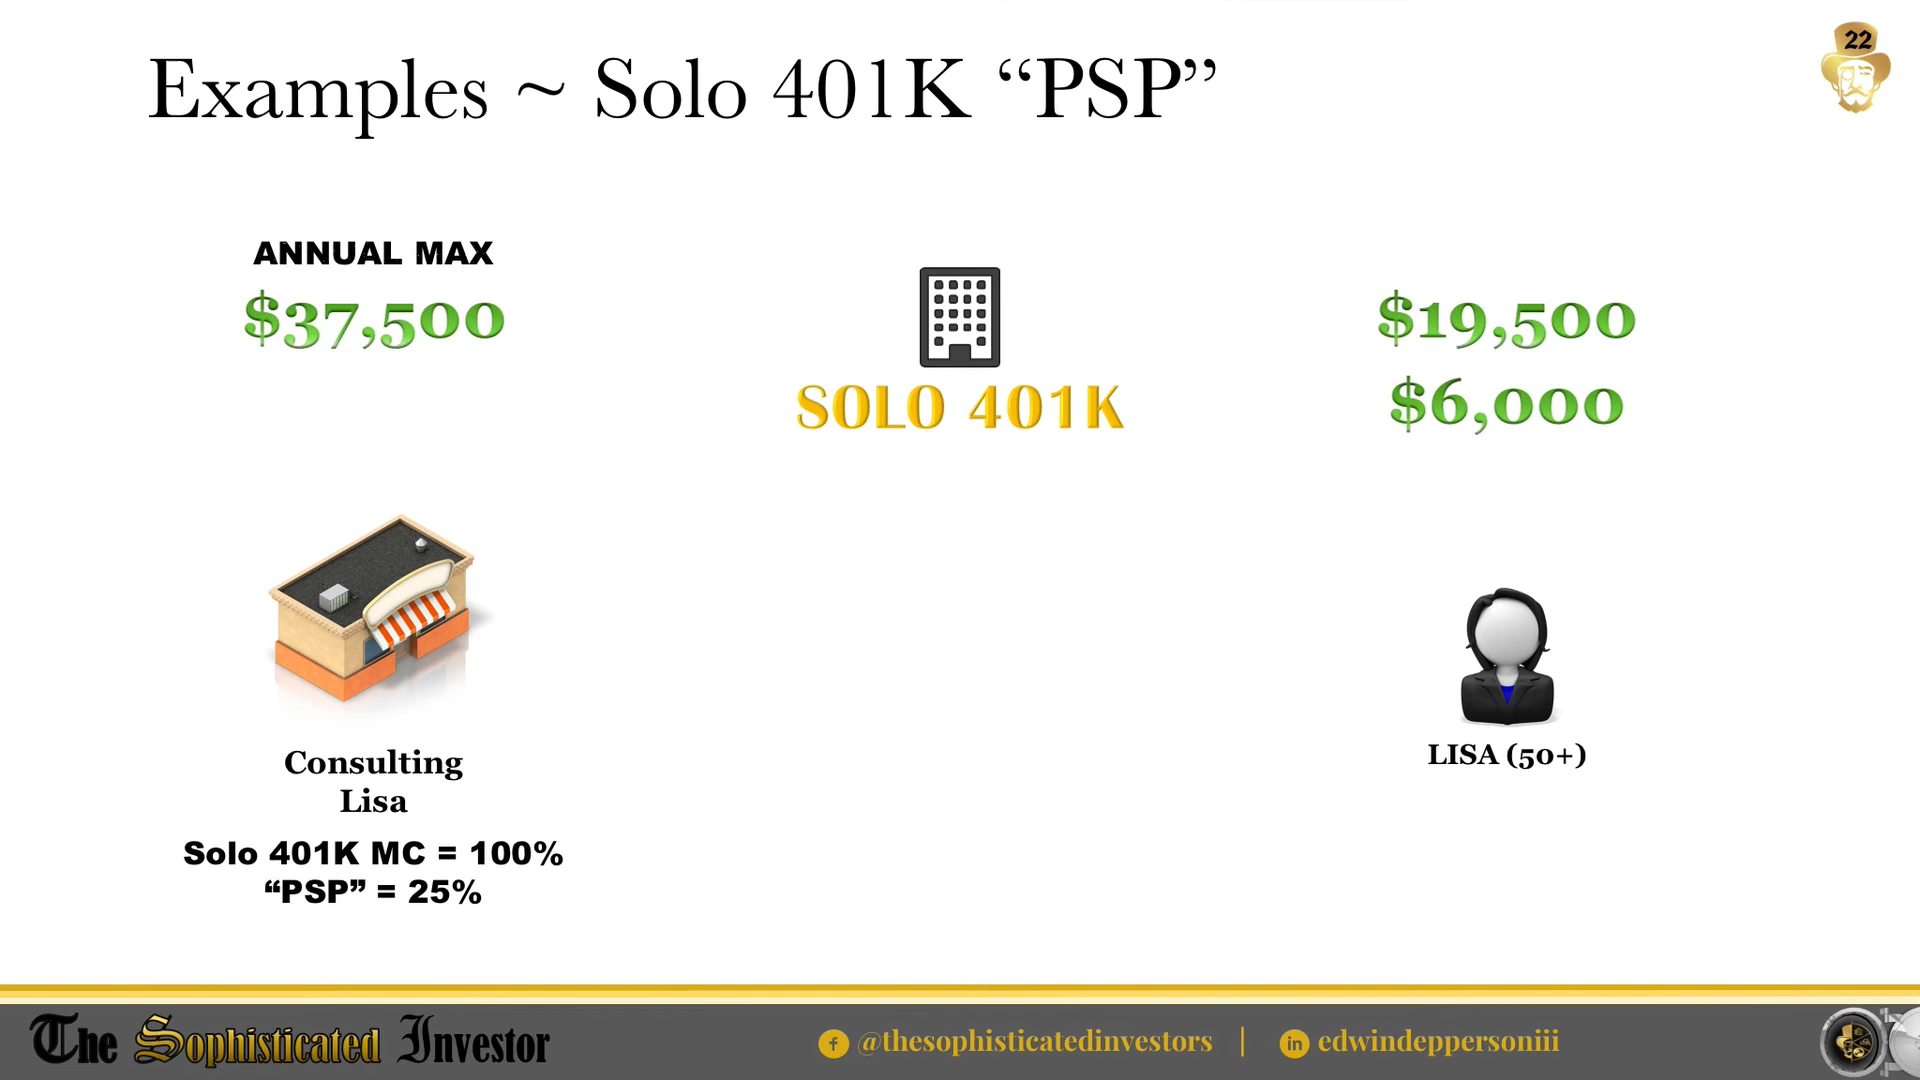 Examples ~ Solo 401K “PSP”
22
ANNUAL MAX
$37,500
SOLO 401K
$19,500
$6,000
Consulting
Lisa
Solo 401K MC = 100%
“PSP” = 25%
LISA (50+)
The Sophisticated Investor
@thesophisticatedinvestors | edwindeppersoniii